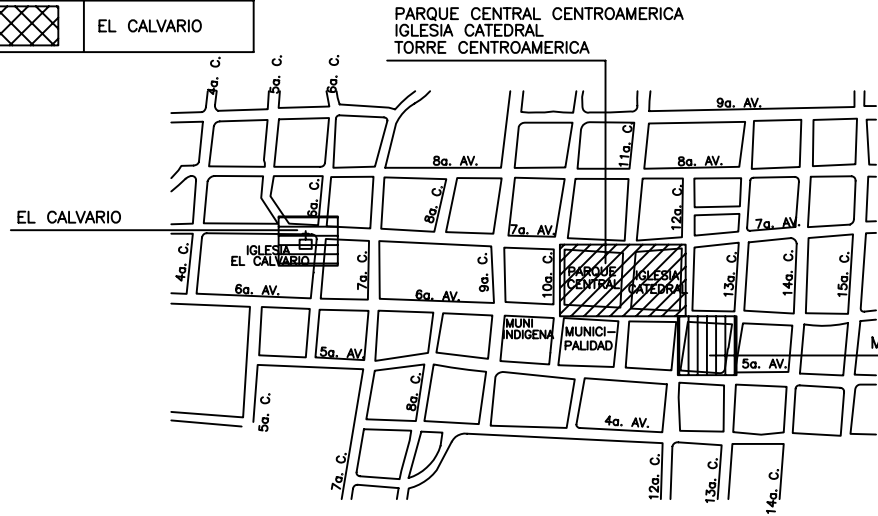 EL CALVARIO
PARQUE CENTRAL CENTROAMERICA
IGLESIA CATEDRAL
TORRE CENTROAMERICA
4a. C.
5a. C.
6a. C.
9a. AV.
11a. C.
8a. AV.
8a. AV.
6a. C.
8a. C.
12a. C.
EL CALVARIO
7a. AV.
7a. AV.
IGLESIA
EL CALVARIO
4a. C.
7a. C.
9a. C.
10a. C.
PARQUE
CENTRAL
IGLESIA
CATEDRAL
13a. C.
14a. C.
15a. C.
6a. AV.
6a. AV.
MUNI
INDIGENA
MUNICI-
PALIDAD
M
5a. AV.
5a. AV.
5a. C.
8a. C.
4a. AV.
7a. C.
12a. C.
13a. C.
14a. C.